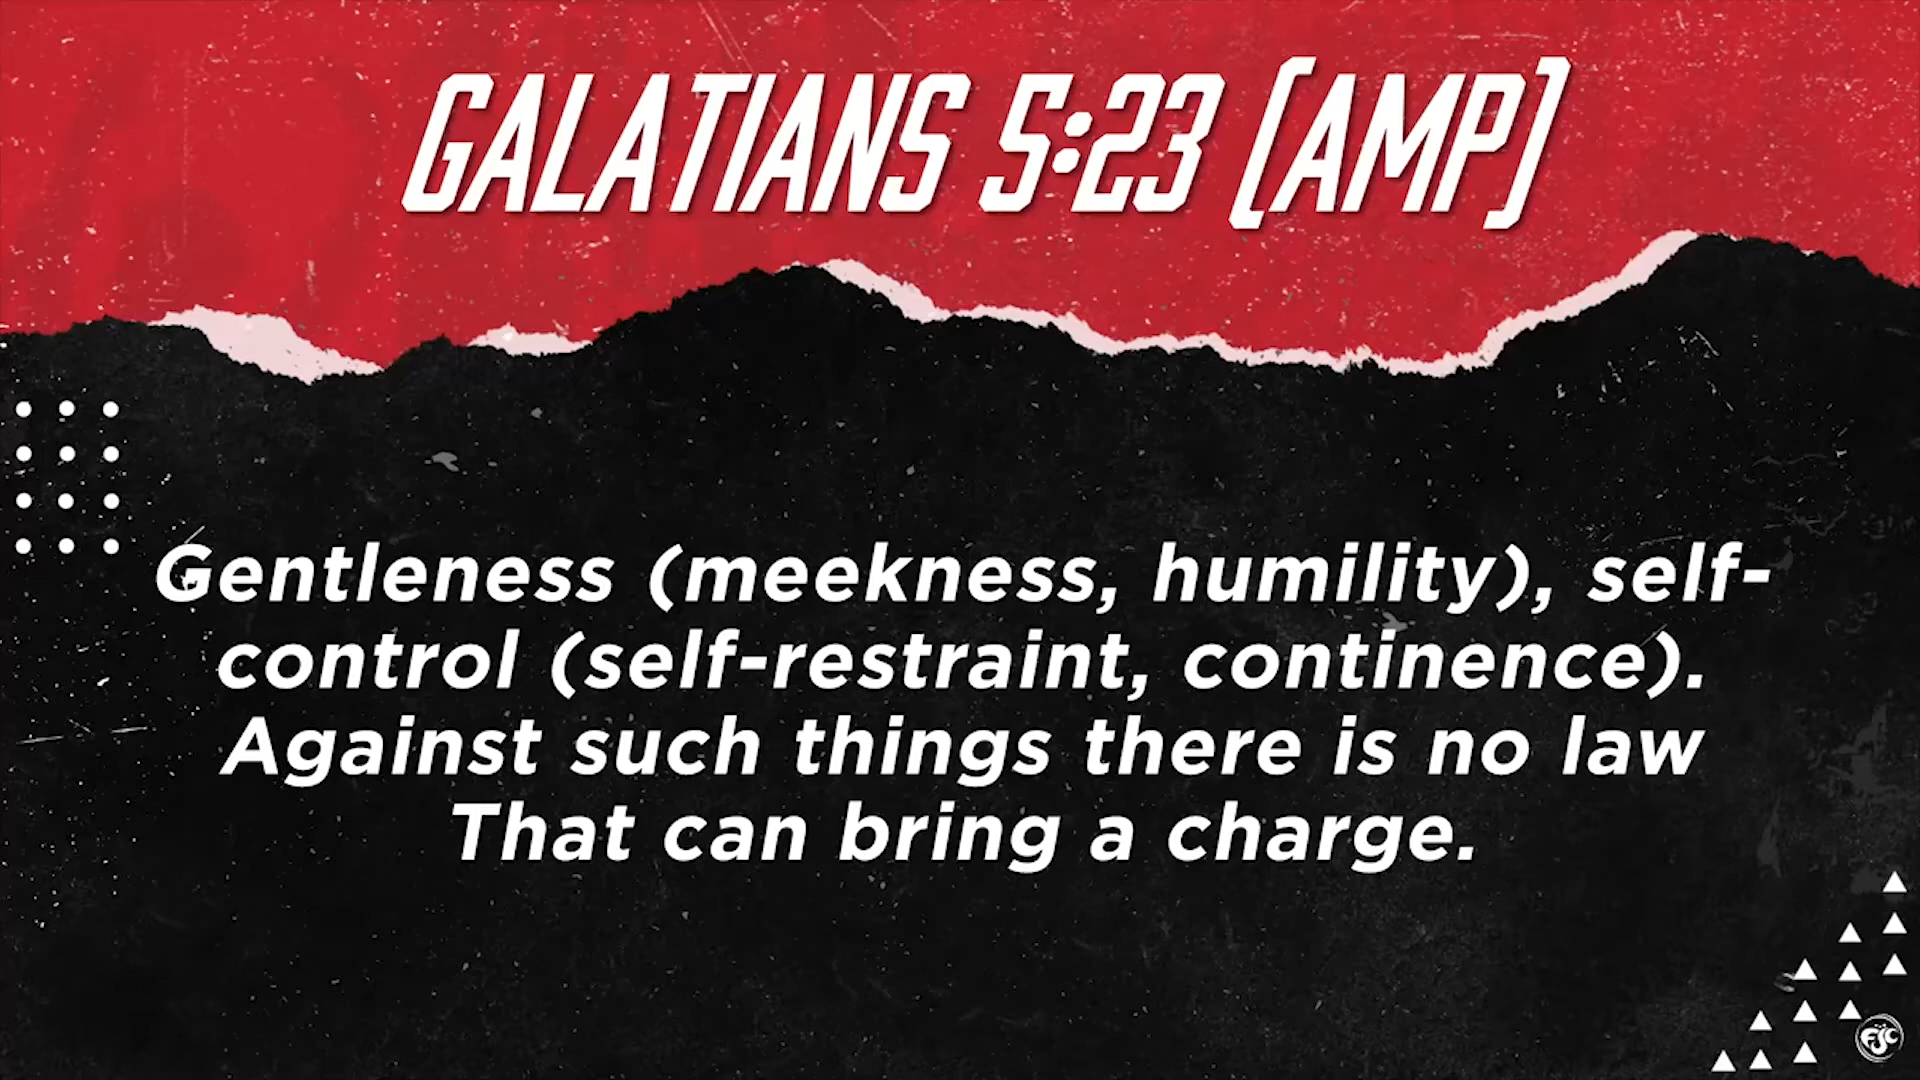 GALATIANS 5:23 (AMP)
Gentleness (meekness, humility), self-
control (self-restraint, continence).
Against such things there is no law
That can bring a charge.
FJC